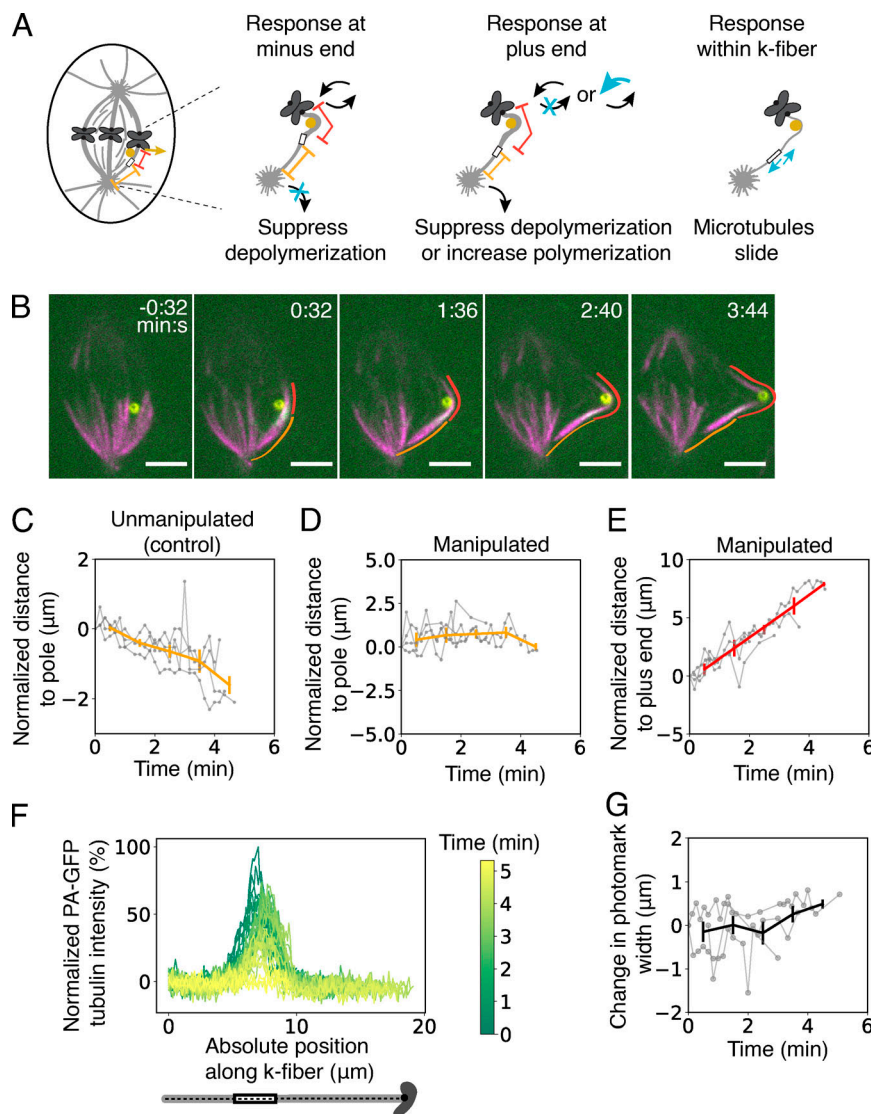 A
Response at
minus end
Response at
plus end
Response
within k-fiber
or
Suppress
depolymerization
Suppress depolymerization
or increase polymerization
Microtubules
slide
B
-0:32
min:s
0:32
1:36
2:40
3:44
C
Unmanipulated
(control)
Normalized distance
to pole (μm)
2
0
−2
0
2
4
6
Time (min)
D
Manipulated
Normalized distance
to pole (μm)
5.0
2.5
0.0
−2.5
−5.0
0
2
4
6
Time (min)
E
Manipulated
Normalized distance
to plus end (μm)
10
5
0
−5
0
2
4
6
Time (min)
F
Normalized PA-GFP
tubulin intensity (%)
100
50
0
0
10
20
Absolute position
along k-fiber (μm)
Time (min)
5
4
3
2
1
0
G
Change in photomark
width (μm)
2
1
0
−1
−2
0
2
4
6
Time (min)